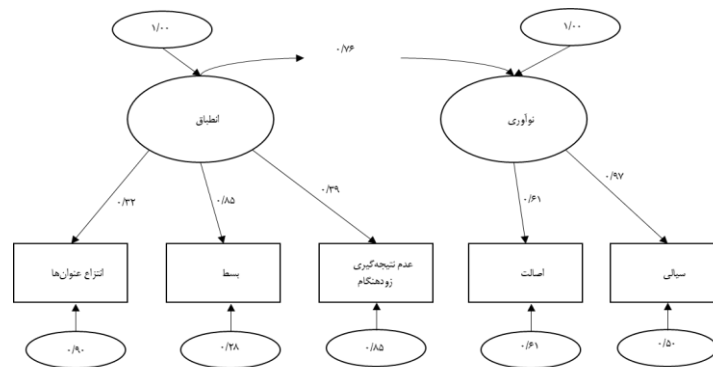 ۱/۰۰
۱/۰۰
۰/۷۶
انطباق
نوآوری
۰/۳۲
۰/۸۵
۰/۳۹
۰/۶۱
۰/۹۷
انتزاع عنوان‌ها
بسط
عدم نتیجه‌گیری
زودهنگام
اصالت
سیالی
۰/۹۰
۰/۲۸
۰/۸۵
۰/۶۱
۰/۵۰